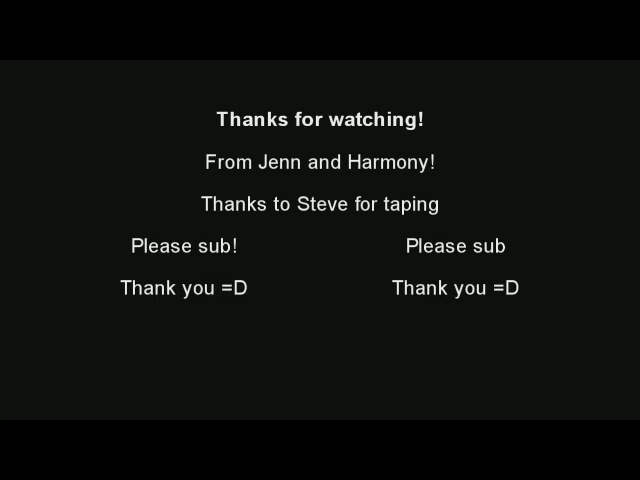 Thanks for watching!
From Jenn and Harmony!
Thanks to Steve for taping
Please sub! Please sub
Thank you =D Thank you =D